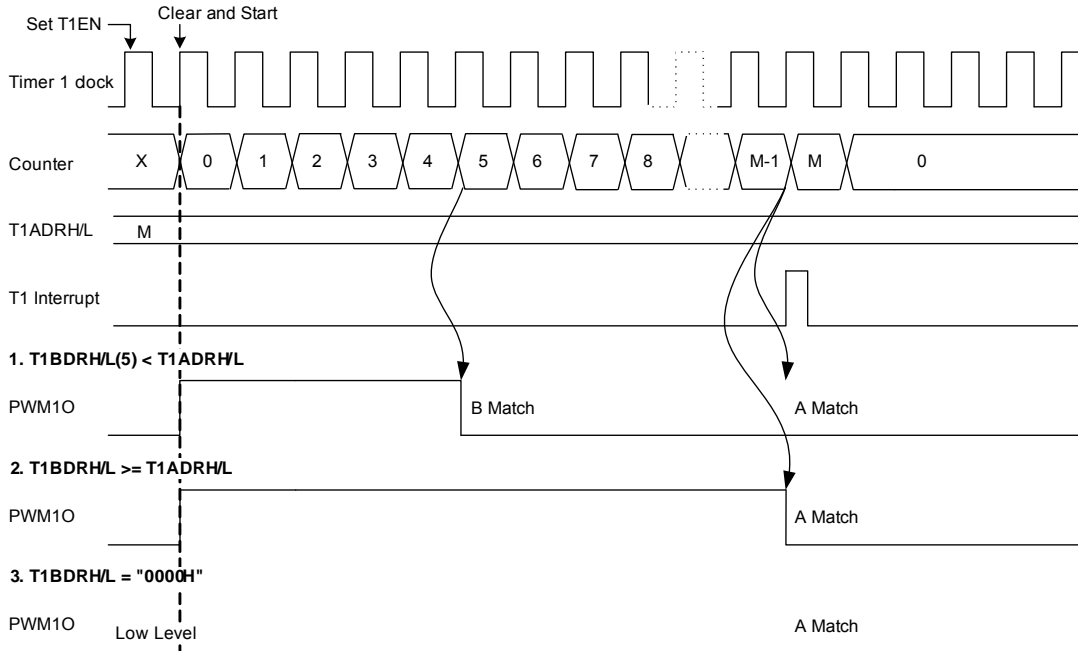 Set T1EN
Clear and Start
Timer 1 dock
Counter X 0 1 2 3 4 5 6 7 8 M-1 M 0
T1ADRH/L M
T1 Interrupt
1. T1BDRH/L(5) < T1ADRH/L
PWM1O B Match A Match
2. T1BDRH/L >= T1ADRH/L
PWM1O A Match
3. T1BDRH/L = "0000H"
PWM1O Low Level A Match